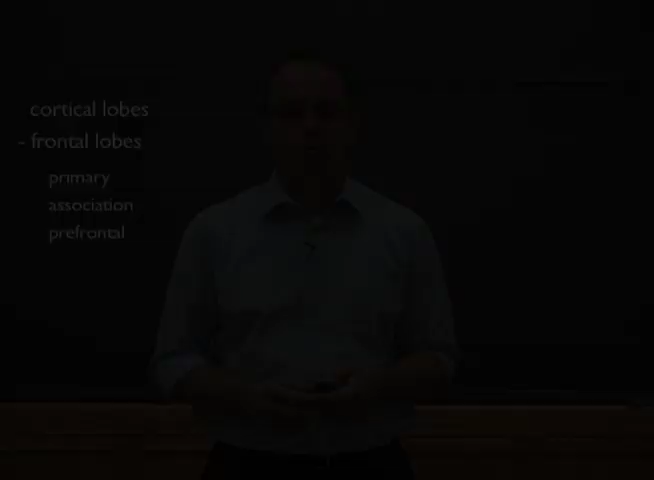 cortical lobes
- frontal lobes
primary
association
prefrontal